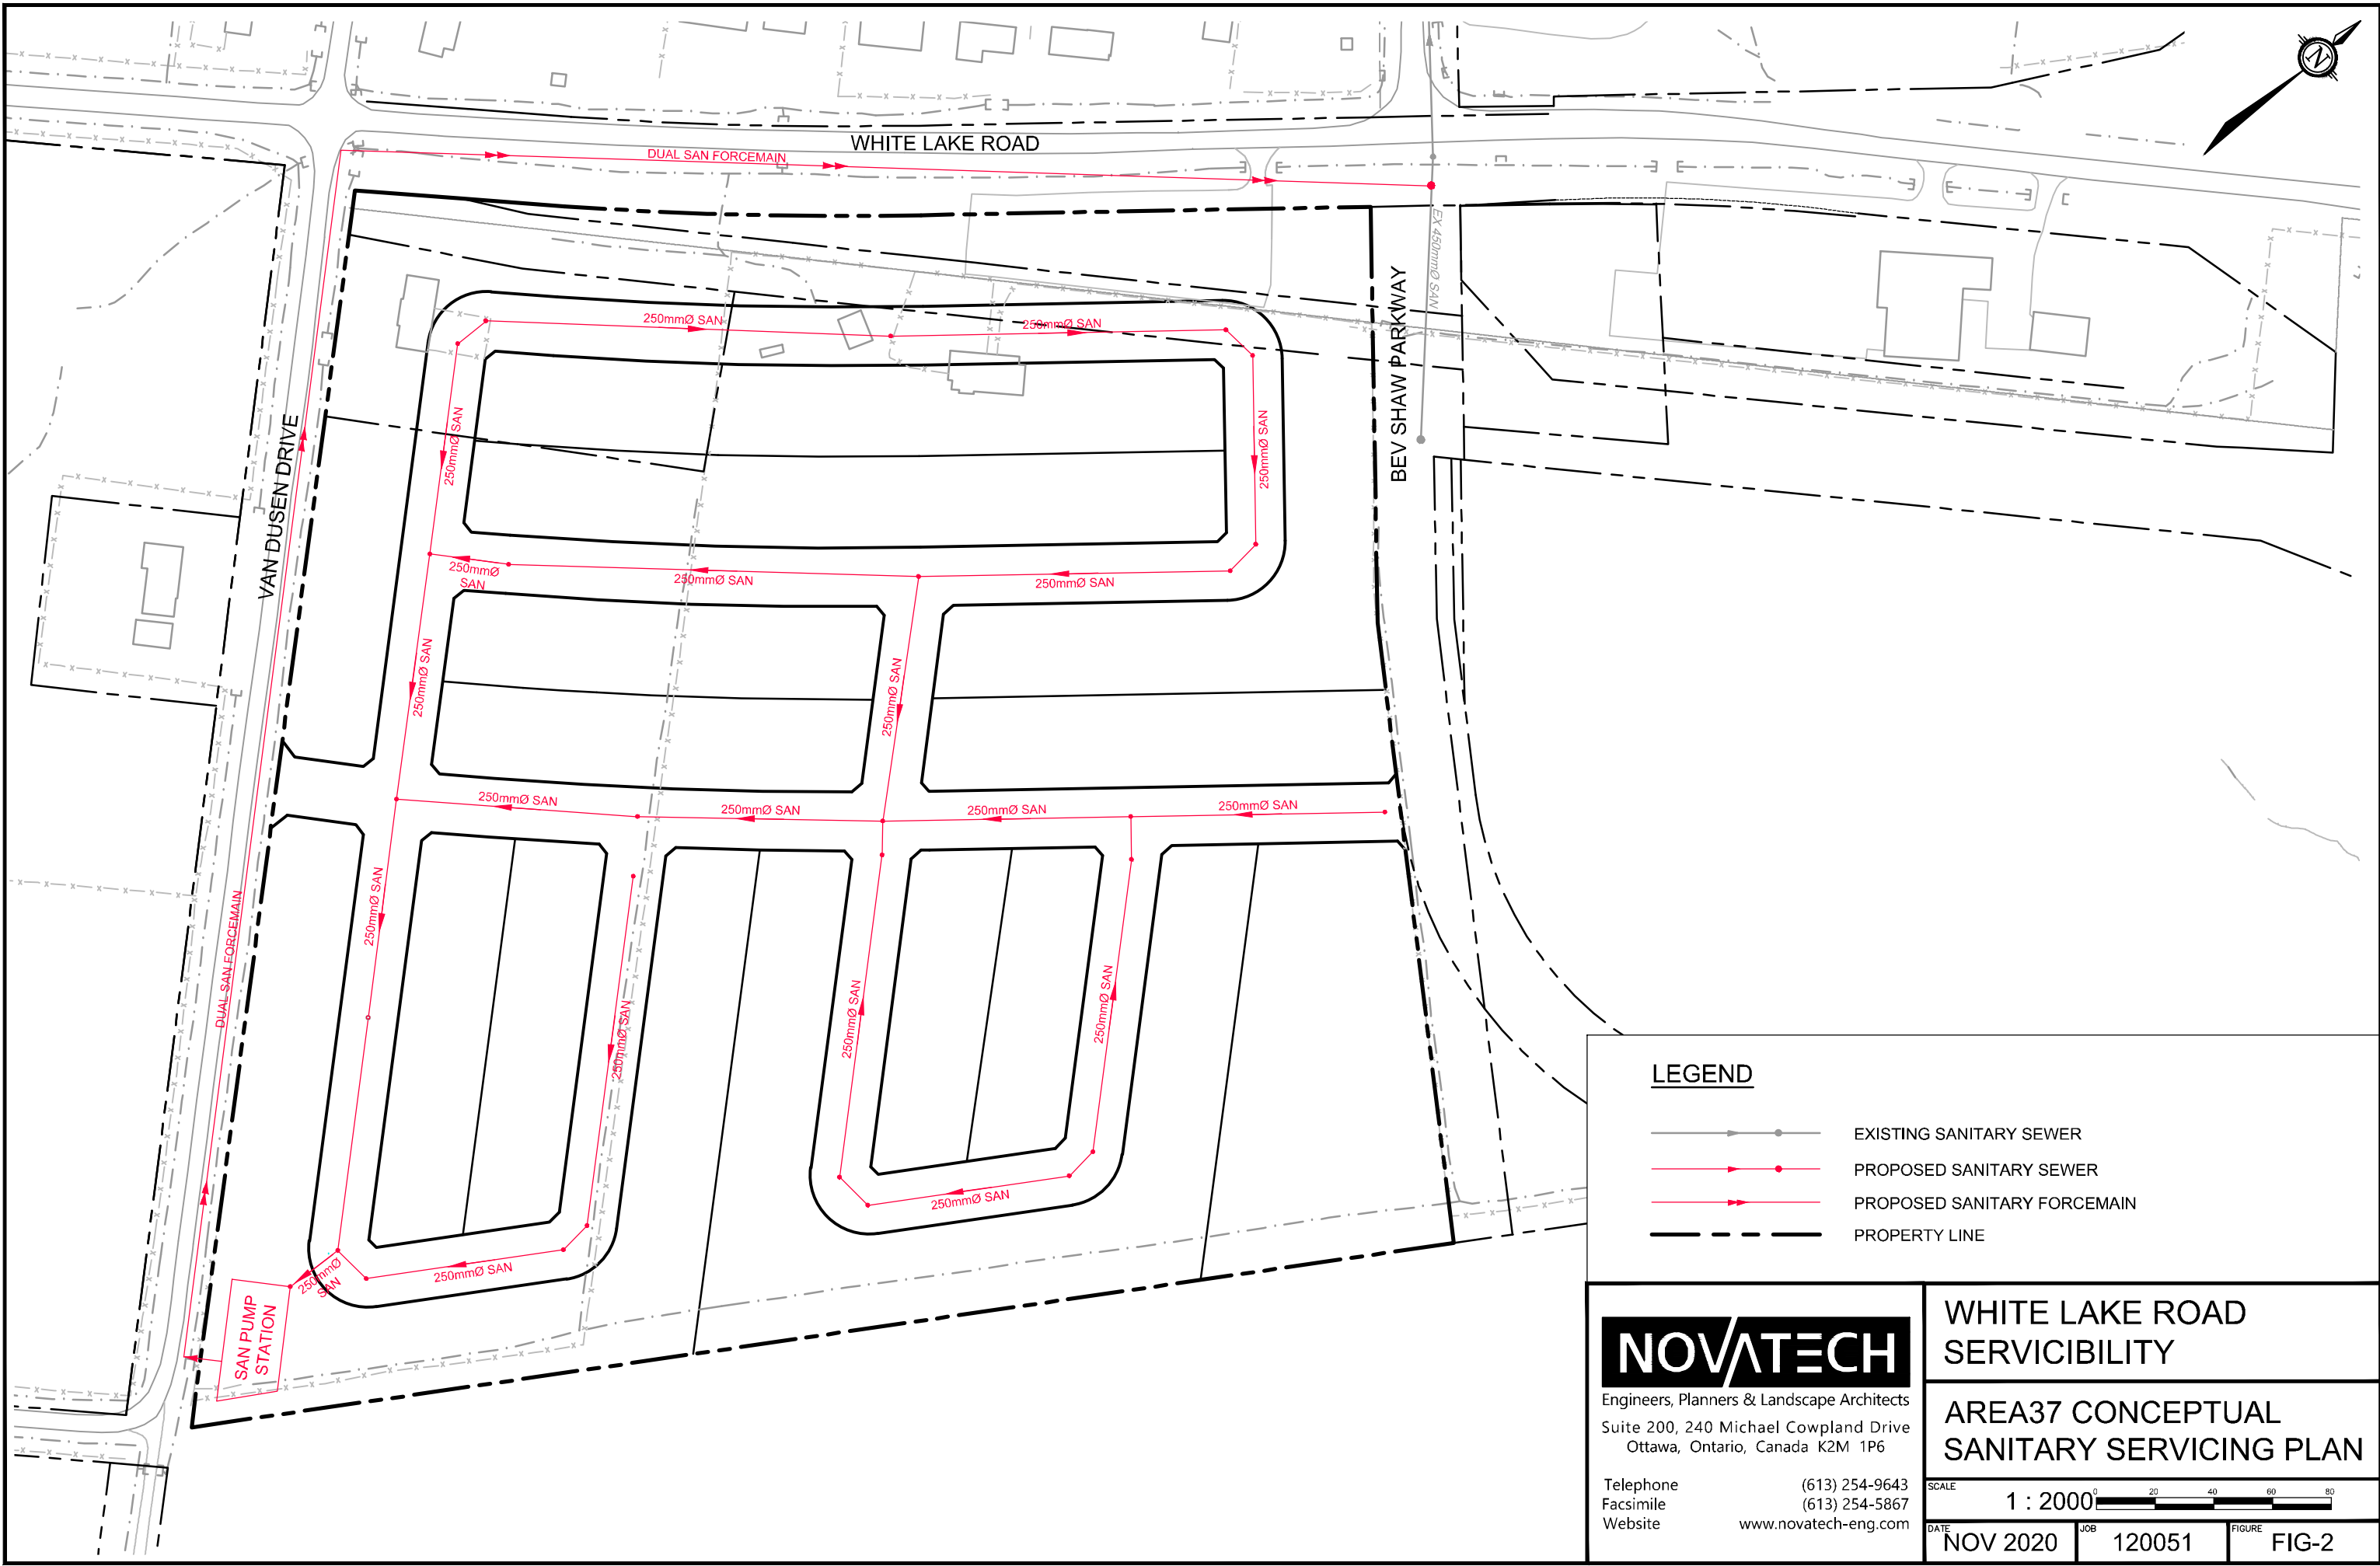 N
WHITE LAKE ROAD
DUAL SAN FORCEMAIN
EX 450mmØ SAN
BEV SHAW PARKWAY
VAN DUSEN DRIVE
250mmØ SAN
250mmØ SAN
250mmØ SAN
250mmØ SAN
250mmØ
SAN
250mmØ SAN
250mmØ SAN
250mmØ SAN
250mmØ SAN
250mmØ SAN
250mmØ SAN
250mmØ SAN
250mmØ SAN
250mmØ SAN
DUAL SAN FORCEMAIN
250mmØ SAN
250mmØ SAN
250mmØ SAN
250mmØ SAN
250mmØ SAN
250mmØ
SAN
SAN PUMP
STATION
LEGEND
EXISTING SANITARY SEWER
PROPOSED SANITARY SEWER
PROPOSED SANITARY FORCEMAIN
PROPERTY LINE
NOVATECH
Engineers, Planners & Landscape Architects
Suite 200, 240 Michael Cowpland Drive
Ottawa, Ontario, Canada K2M 1P6
Telephone (613) 254-9643
Facsimile (613) 254-5867
Website www.novatech-eng.com
WHITE LAKE ROAD
SERVICIBILITY
AREA37 CONCEPTUAL
SANITARY SERVICING PLAN
SCALE
1 : 2000
0 20 40 60 80
DATE NOV 2020
JOB 120051
FIGURE FIG-2